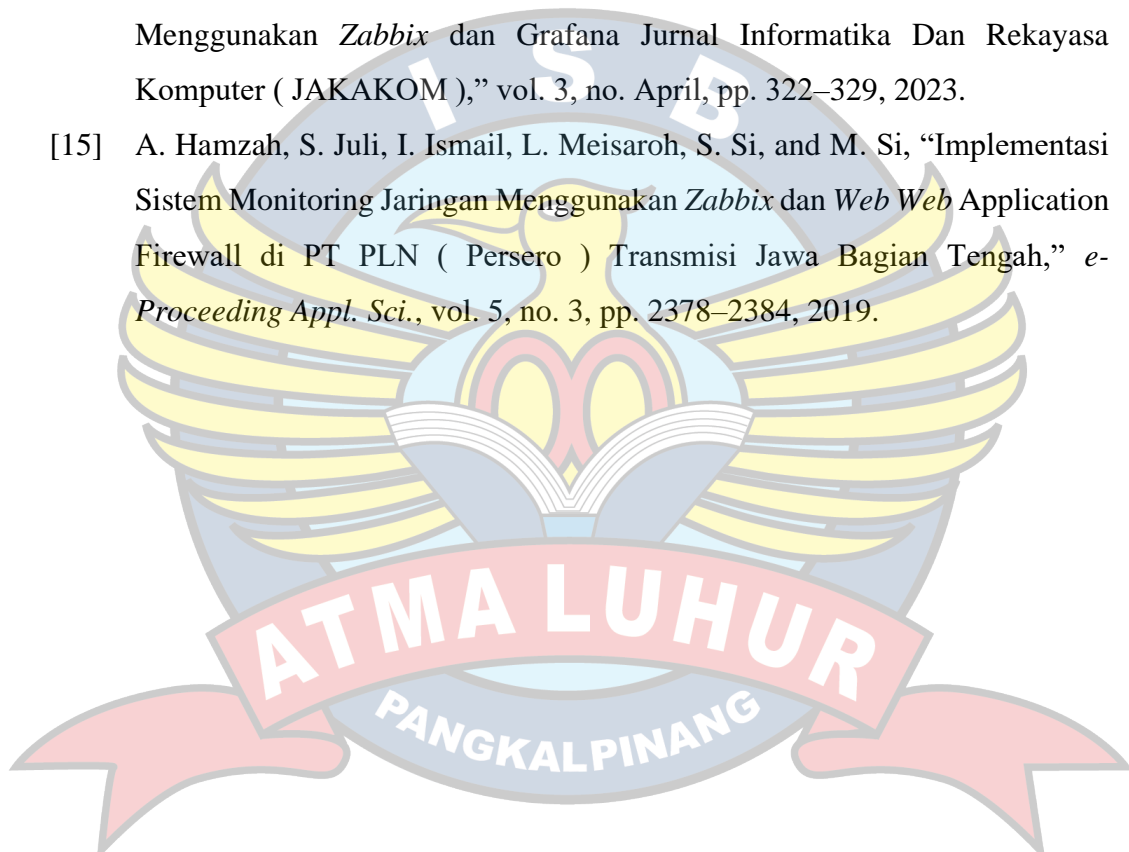 Menggunakan Zabbix dan Grafana Jurnal Informatika Dan Rekayasa
Komputer ( JAKAKOM ),” vol. 3, no. April, pp. 322–329, 2023.
[15] A. Hamzah, S. Juli, I. Ismail, L. Meisaroh, S. Si, and M. Si, “Implementasi
Sistem Monitoring Jaringan Menggunakan Zabbix dan Web Web Application
Firewall di PT PLN ( Persero ) Transmisi Jawa Bagian Tengah,” e-
Proceeding Appl. Sci., vol. 5, no. 3, pp. 2378–2384, 2019.
I S B
ATMA LUHUR
PANGKALPINANG